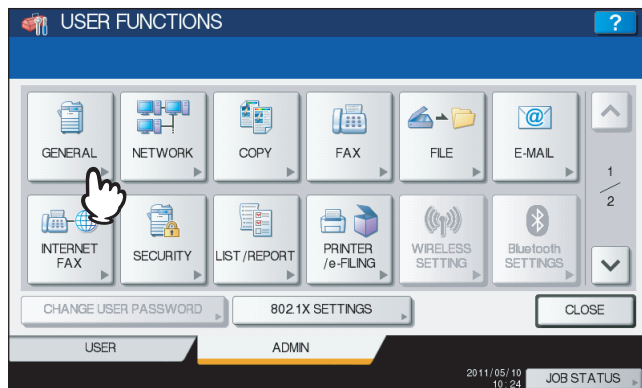 USER FUNCTIONS
?
GENERAL
NETWORK
COPY
FAX
FILE
@
E-MAIL
1
2
INTERNET
FAX
SECURITY
LIST/REPORT
PRINTER
/e-FILING
WIRELESS
SETTING
Bluetooth
SETTINGS
CHANGE USER PASSWORD
802.1X SETTINGS
CLOSE
USER
ADMIN
2011/05/10
10:24
JOB STATUS